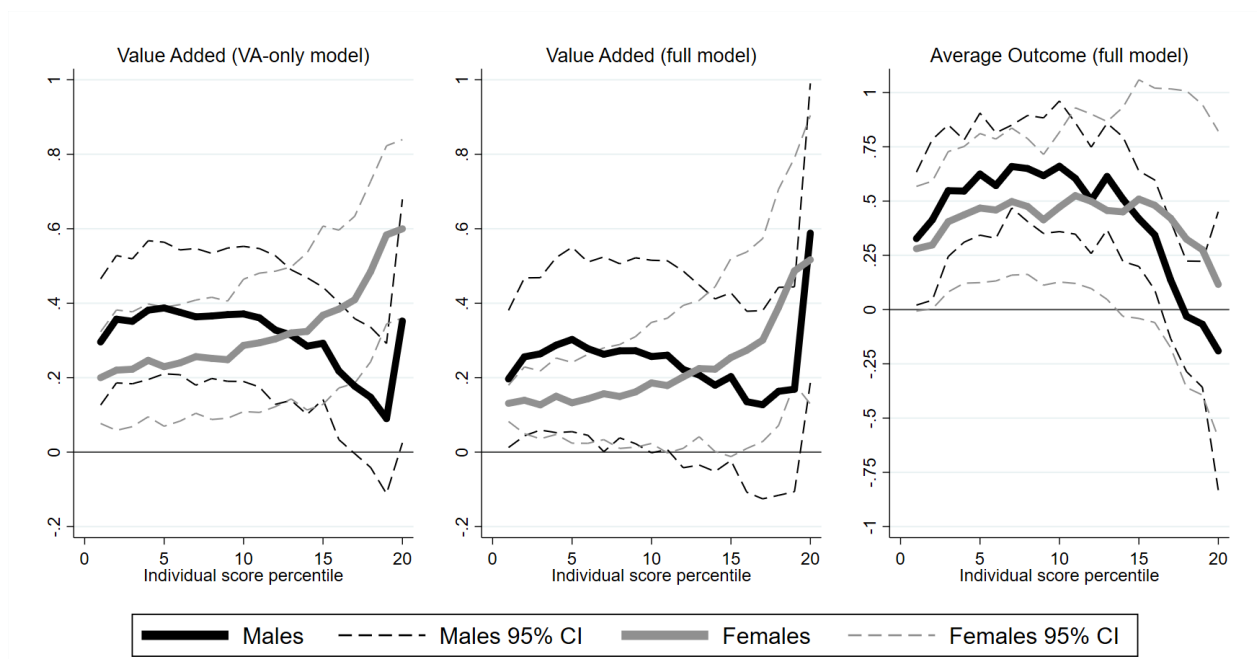 Value Added (VA-only model)
1
.8
.6
.4
.2
0
-.2
0 5 10 15 20
Individual score percentile
Value Added (full model)
1
.8
.6
.4
.2
0
-.2
0 5 10 15 20
Individual score percentile
Average Outcome (full model)
1
.75
.5
.25
0
.25
-.5
-.75
-1
0 5 10 15 20
Individual score percentile
Males Males 95% CI Females Females 95% CI